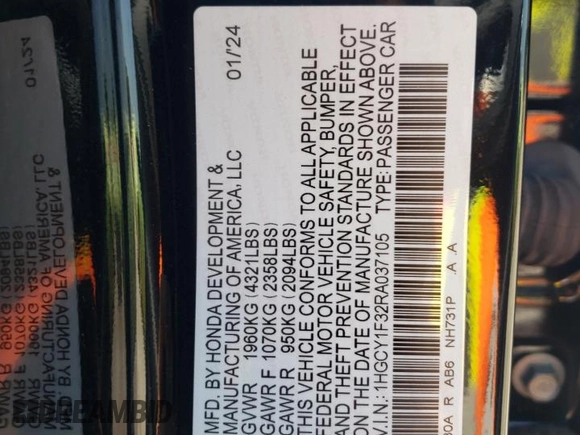 MFD. BY HONDA DEVELOPMENT &
MANUFACTURING OF AMERICA, LLC
01/24
GVWR 1960KG (4321LBS)
GAWR F 1070KG (2358LBS)
GAWR R 950KG (2094LBS)
THIS VEHICLE CONFORMS TO ALL APPLICABLE
FEDERAL MOTOR VEHICLE SAFETY, BUMPER,
AND THEFT PREVENTION STANDARDS IN EFFECT
ON THE DATE OF MANUFACTURE SHOWN ABOVE.
V.I.N.: 1HGCY1F32RA037105 TYPE: PASSENGER CAR
00A R AB6 NH731P A A
DREAMBID